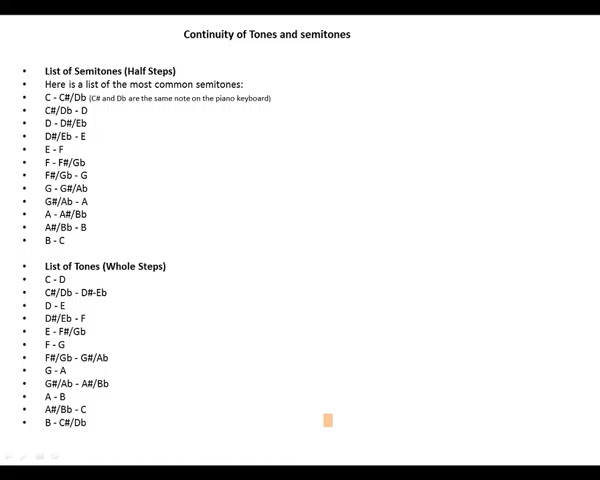 Continuity of Tones and semitones
• List of Semitones (Half Steps)
• Here is a list of the most common semitones:
• C - C#/Db (C# and Db are the same note on the piano keyboard)
• C#/Db - D
• D - D#/Eb
• D#/Eb - E
• E - F
• F - F#/Gb
• F#/Gb - G
• G - G#/Ab
• G#/Ab - A
• A - A#/Bb
• A#/Bb - B
• B - C
• List of Tones (Whole Steps)
• C - D
• C#/Db - D#-Eb
• D - E
• D#/Eb - F
• E - F#/Gb
• F - G
• F#/Gb - G#/Ab
• G - A
• G#/Ab - A#/Bb
• A - B
• A#/Bb - C
• B - C#/Db